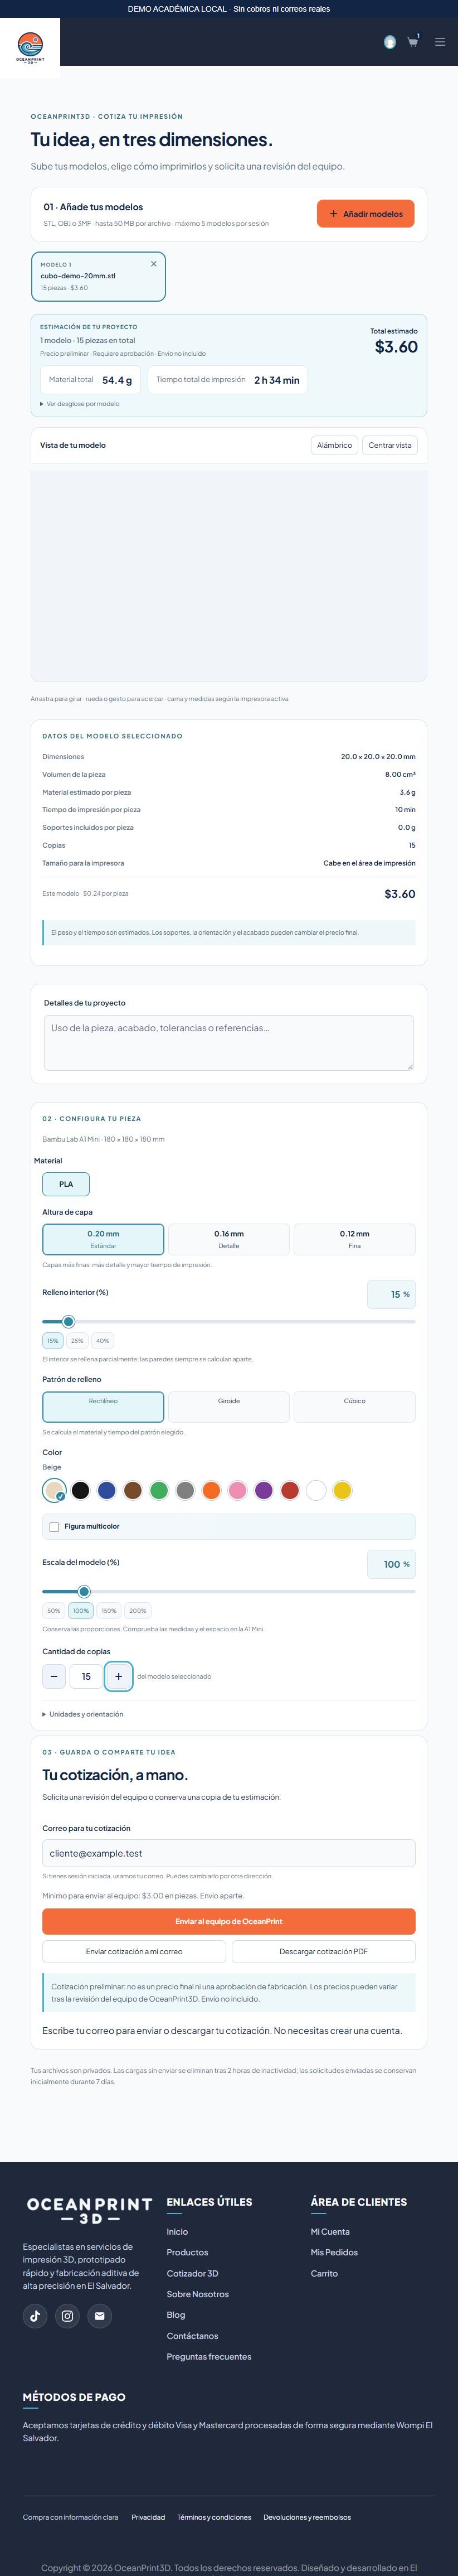 DEMO ACADÉMICA LOCAL · Sin cobros ni correos reales
OCEANPRINT
3D
1
OCEANPRINT3D · COTIZA TU IMPRESIÓN
Tu idea, en tres dimensiones.
Sube tus modelos, elige cómo imprimirlos y solicita una revisión del equipo.
01 · Añade tus modelos
STL, OBJ o 3MF · hasta 50 MB por archivo · máximo 5 modelos por sesión
+ Añadir modelos
MODELO 1
cubo-demo-20mm.stl
15 piezas · $3.60
ESTIMACIÓN DE TU PROYECTO
1 modelo · 15 piezas en total
Precio preliminar · Requiere aprobación · Envío no incluido
Total estimado
$3.60
Material total 54.4 g
Tiempo total de impresión 2 h 34 min
Ver desglose por modelo
Vista de tu modelo
Alámbrico
Centrar vista
Arrastra para girar · rueda o gesto para acercar · cama y medidas según la impresora activa
DATOS DEL MODELO SELECCIONADO
Dimensiones 20.0 × 20.0 × 20.0 mm
Volumen de la pieza 8.00 cm³
Material estimado por pieza 3.6 g
Tiempo de impresión por pieza 10 min
Soportes incluidos por pieza 0.0 g
Copias 15
Tamaño para la impresora Cabe en el área de impresión
Este modelo · $0.24 por pieza $3.60
El peso y el tiempo son estimados. Los soportes, la orientación y el acabado pueden cambiar el precio final.
Detalles de tu proyecto
Uso de la pieza, acabado, tolerancias o referencias...
02 · CONFIGURA TU PIEZA
Bambu Lab A1 Mini · 180 × 180 × 180 mm
Material
PLA
Altura de capa
0.20 mm
Estándar
0.16 mm
Detalle
0.12 mm
Fina
Capas más finas: más detalle y mayor tiempo de impresión.
Relleno interior (%)
15 %
15%
25%
40%
El interior se rellena parcialmente; las paredes siempre se calculan aparte.
Patrón de relleno
Rectilíneo
Giroide
Cúbico
Se calcula el material y tiempo del patrón elegido.
Color
Beige
Figura multicolor
Escala del modelo (%)
100 %
50%
100%
150%
200%
Conserva las proporciones. Comprueba las medidas y el espacio en la A1 Mini.
Cantidad de copias
− 15 + del modelo seleccionado
Unidades y orientación
03 · GUARDA O COMPARTE TU IDEA
Tu cotización, a mano.
Solicita una revisión del equipo o conserva una copia de tu estimación.
Correo para tu cotización
cliente@example.test
Si tienes sesión iniciada, usamos tu correo. Puedes cambiarlo por otra dirección.
Mínimo para enviar al equipo: $3.00 en piezas. Envío aparte.
Enviar al equipo de OceanPrint
Enviar cotización a mi correo
Descargar cotización PDF
Cotización preliminar: no es un precio final ni una aprobación de fabricación. Los precios pueden variar
tras la revisión del equipo de OceanPrint3D. Envío no incluido.
Escribe tu correo para enviar o descargar tu cotización. No necesitas crear una cuenta.
Tus archivos son privados. Las cargas sin enviar se eliminan tras 2 horas de inactividad; las solicitudes enviadas se conservan
inicialmente durante 7 días.
OCEANPRINT
3D
Especialistas en servicios de
impresión 3D, prototipado
rápido y fabricación aditiva de
alta precisión en El Salvador.
ENLACES ÚTILES
Inicio
Productos
Cotizador 3D
Sobre Nosotros
Blog
Contáctanos
Preguntas frecuentes
ÁREA DE CLIENTES
Mi Cuenta
Mis Pedidos
Carrito
MÉTODOS DE PAGO
Aceptamos tarjetas de crédito y débito Visa y Mastercard procesadas de forma segura mediante Wompi El
Salvador.
Compra con información clara Privacidad Términos y condiciones Devoluciones y reembolsos
Copyright © 2026 OceanPrint3D. Todos los derechos reservados. Diseñado y desarrollado en El